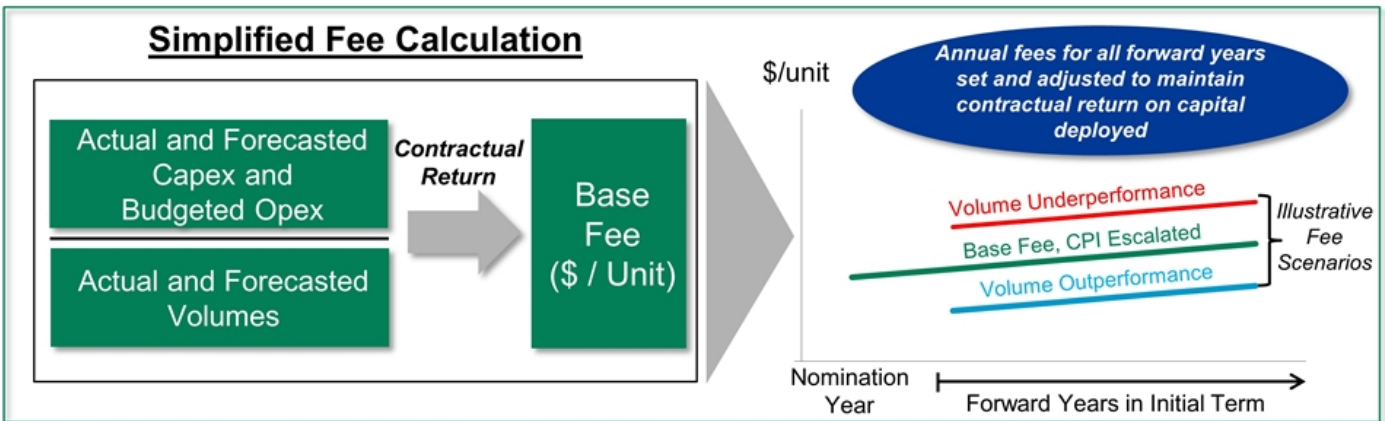 Simplified Fee Calculation
Actual and Forecasted
Capex and
Budgeted Opex
Actual and Forecasted
Volumes
Contractual
Return
Base
Fee
($ / Unit)
$/unit
Annual fees for all forward years
set and adjusted to maintain
contractual return on capital
deployed
Volume Underperformance
Base Fee, CPI Escalated
Volume Outperformance
Illustrative
Fee
Scenarios
Nomination
Year
Forward Years in Initial Term